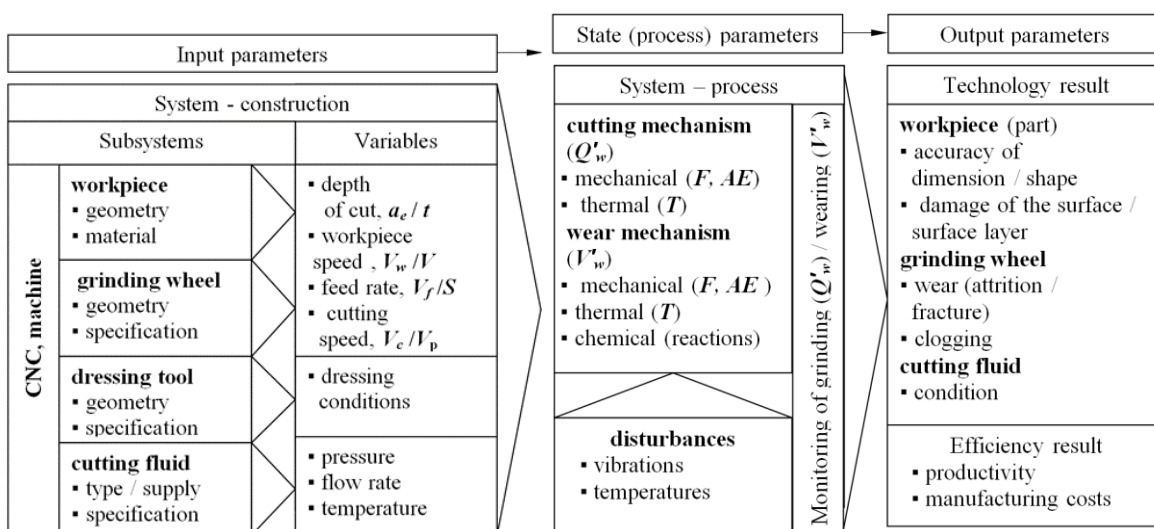 Input parameters
State (process) parameters
Output parameters
System - construction
Subsystems
Variables
CNC, machine
workpiece
▪ geometry
▪ material
grinding wheel
▪ geometry
▪ specification
dressing tool
▪ geometry
▪ specification
cutting fluid
▪ type / supply
▪ specification
▪ depth
of cut, a_e / t
▪ workpiece
speed , V_w /V
▪ feed rate, V_f /S
▪ cutting
speed, V_c /V_p
▪ dressing
conditions
▪ pressure
▪ flow rate
▪ temperature
System – process
cutting mechanism
(Q'_w)
▪ mechanical (F, AE)
▪ thermal (T)
wear mechanism
(V'_w)
▪ mechanical (F, AE )
▪ thermal (T)
▪ chemical (reactions)
disturbances
▪ vibrations
▪ temperatures
Monitoring of grinding (Q'_w) / wearing (V'_w)
Technology result
workpiece (part)
▪ accuracy of
dimension / shape
▪ damage of the surface /
surface layer
grinding wheel
▪ wear (attrition /
fracture)
▪ clogging
cutting fluid
▪ condition
Efficiency result
▪ productivity
▪ manufacturing costs